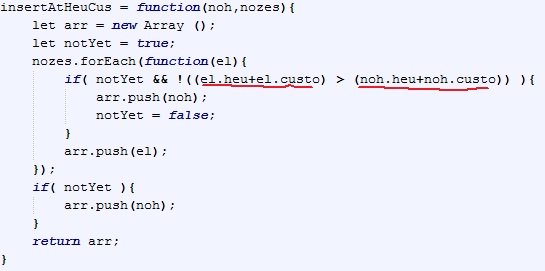 insertAtHeuCus = function(noh,nozes){
let arr = new Array ();
let notYet = true;
nozes.forEach(function(el){
if( notYet && !((el.heu+el.custo) > (noh.heu+noh.custo)) ){
arr.push(noh);
notYet = false;
}
arr.push(el);
});
if( notYet ){
arr.push(noh);
}
return arr;
}